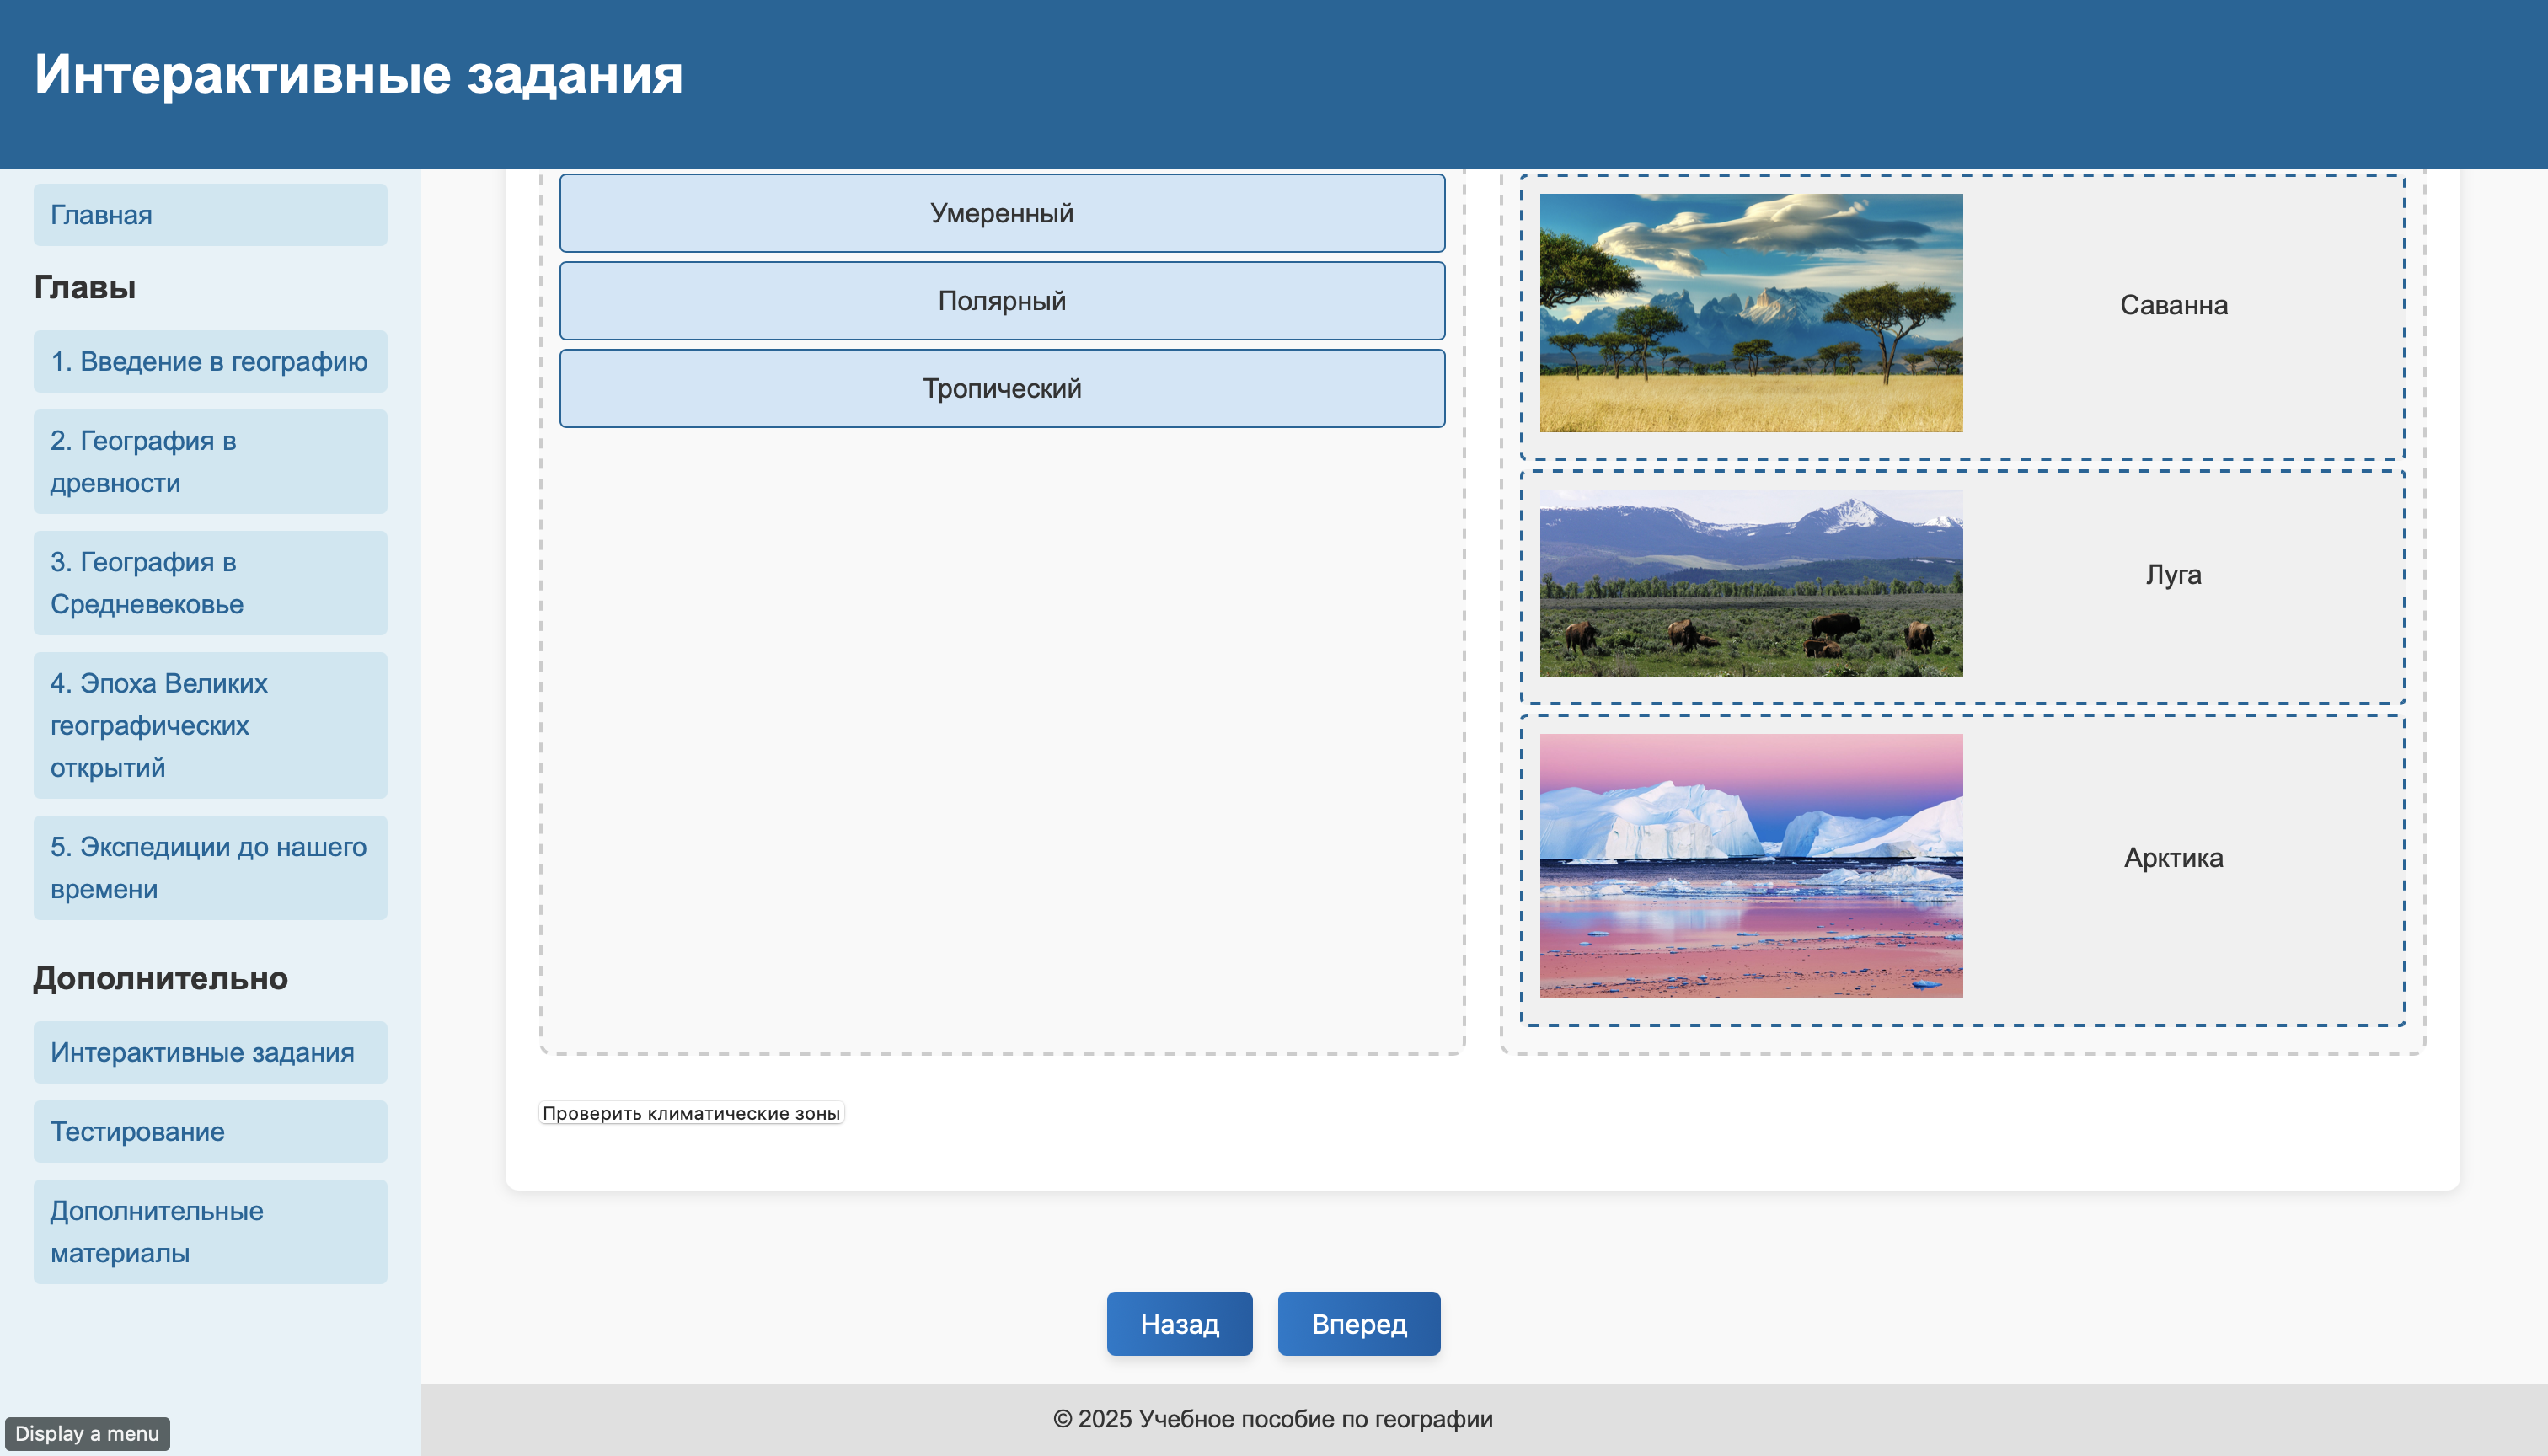 Интерактивные задания
Главная
Главы
1. Введение в географию
2. География в
древности
3. География в
Средневековье
4. Эпоха Великих
географических
открытий
5. Экспедиции до нашего
времени
Дополнительно
Интерактивные задания
Тестирование
Дополнительные
материалы
Умеренный
Полярный
Тропический
Саванна
Луга
Арктика
Проверить климатические зоны
Назад
Вперед
© 2025 Учебное пособие по географии
Display a menu